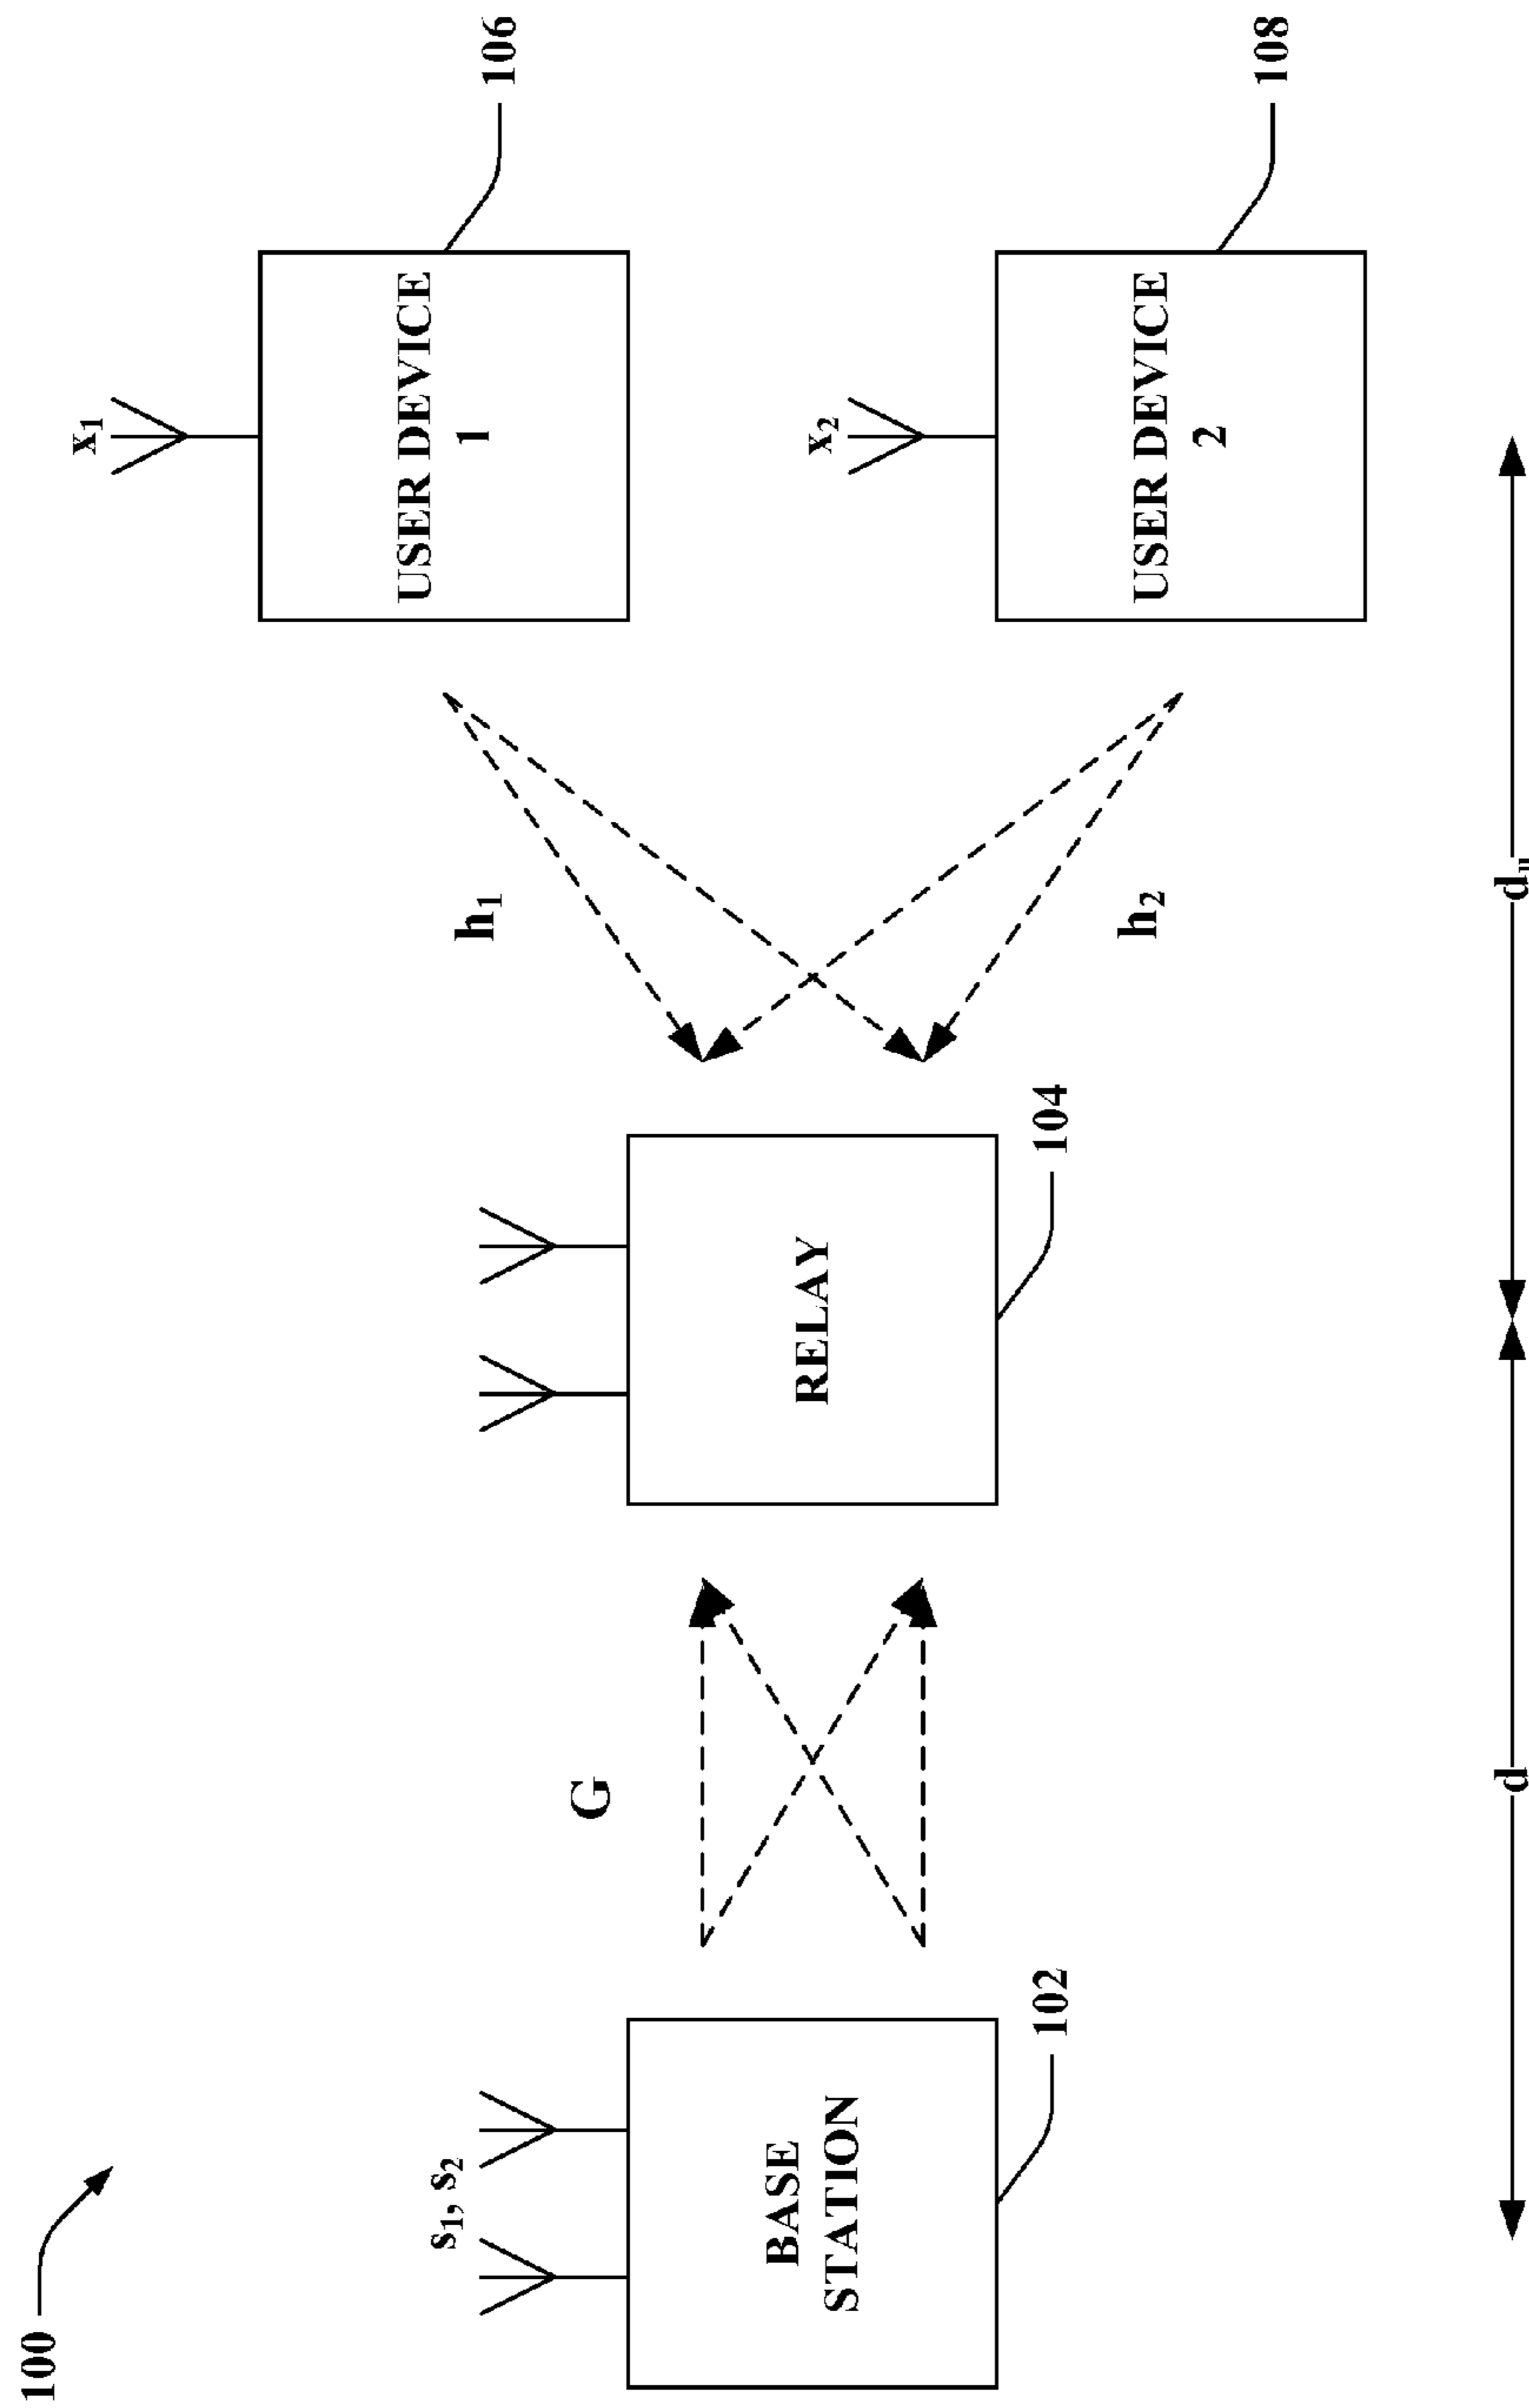 100
s1, s2
BASE
STATION
102
G
RELAY
104
h1
h2
x1
USER DEVICE
1
106
x2
USER DEVICE
2
108
d
du